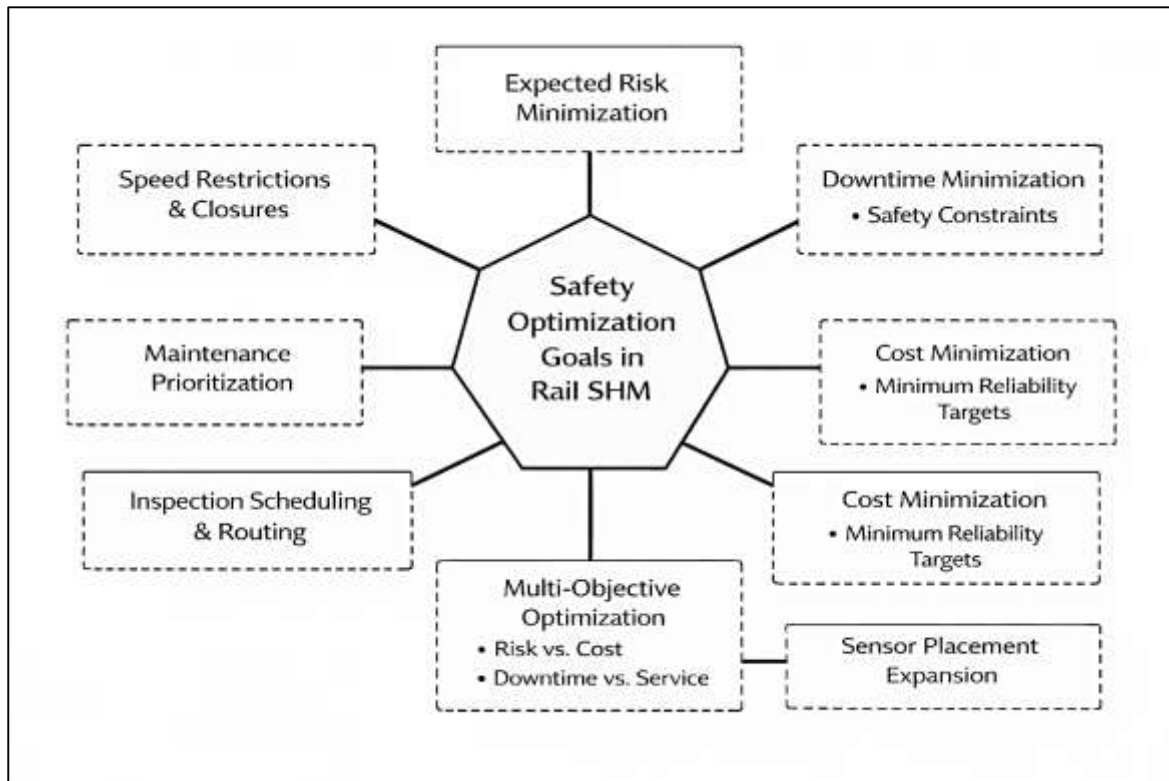 Expected Risk
Minimization
Speed Restrictions
& Closures
Downtime Minimization
• Safety Constraints
Safety
Optimization
Goals in
Rail SHM
Maintenance
Prioritization
Cost Minimization
• Minimum Reliability
Targets
Inspection Scheduling
& Routing
Cost Minimization
• Minimum Reliability
Targets
Multi-Objective
Optimization
• Risk vs. Cost
• Downtime vs. Service
Sensor Placement
Expansion